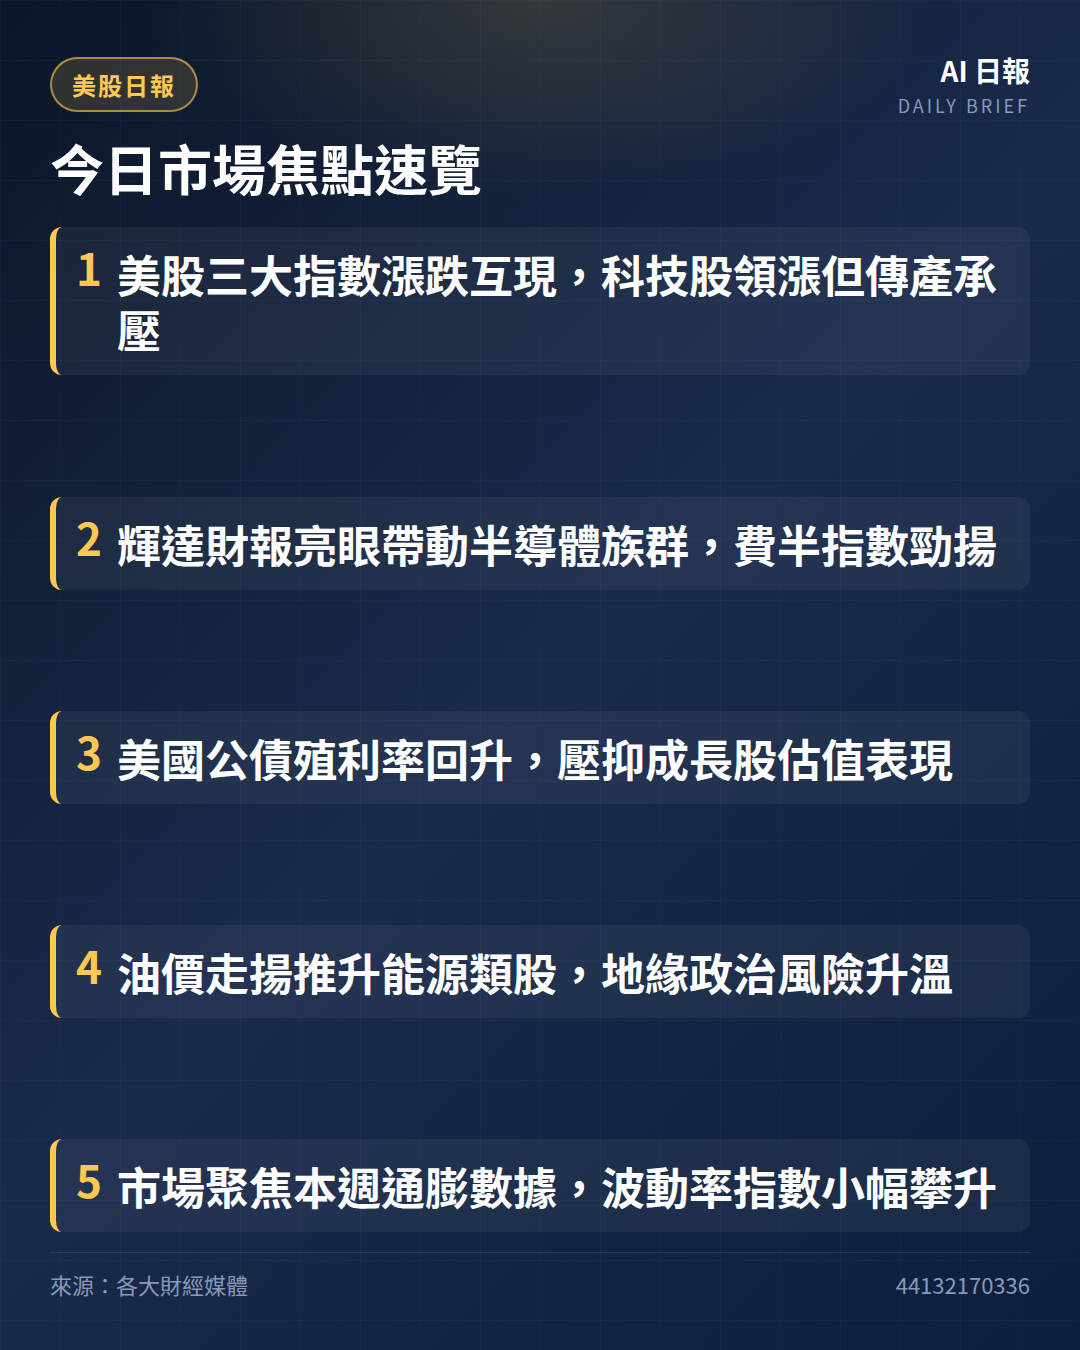 美股日報
AI 日報
DAILY BRIEF
今日市場焦點速覽
1 美股三大指數漲跌互現，科技股領漲但傳產承
壓
2 輝達財報亮眼帶動半導體族群，費半指數勁揚
3 美國公債殖利率回升，壓抑成長股估值表現
4 油價走揚推升能源類股，地緣政治風險升溫
5 市場聚焦本週通膨數據，波動率指數小幅攀升
來源：各大財經媒體
44132170336